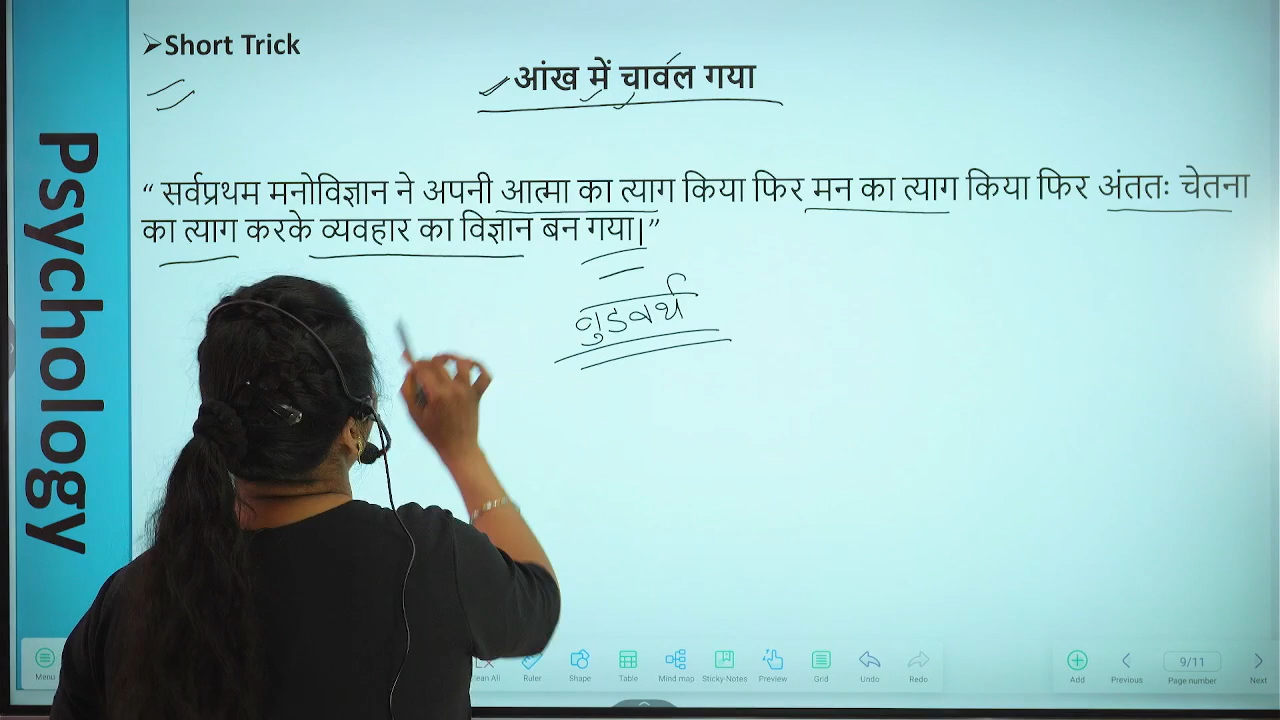 ➢Short Trick
आंख में चावल गया
“ सर्वप्रथम मनोविज्ञान ने अपनी आत्मा का त्याग किया फिर मन का त्याग किया फिर अंततः चेतना
का त्याग करके व्यवहार का विज्ञान बन गया|”
वुडवर्थ
Psychology
Menu
Ruler
Shape
Table
Mind map
Sticky-Notes
Preview
Grid
Undo
Redo
Add
Previous
9/11
Page number
Next